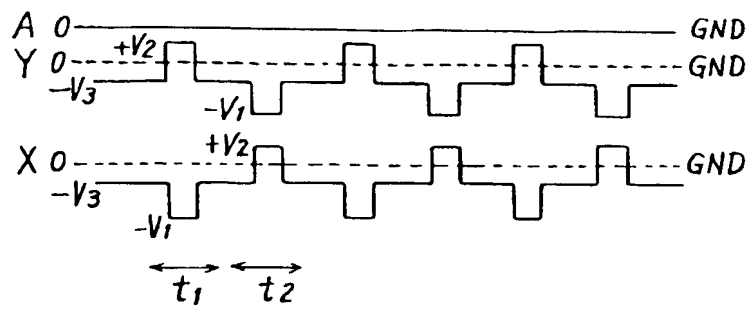 A 0 GND
+V2
Y 0 GND
-V3
-V1
+V2
X 0 GND
-V3
-V1
t1 t2